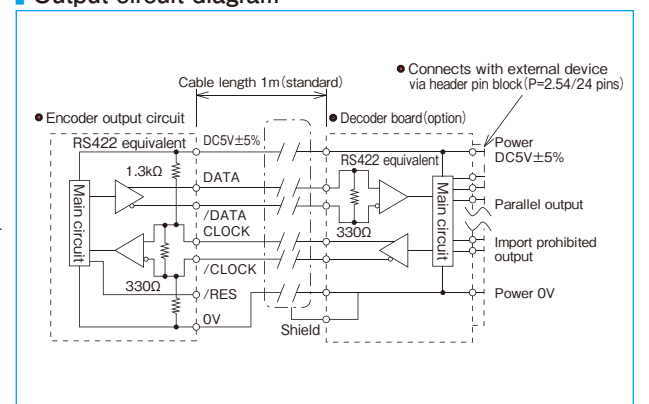 Output circuit diagram
Cable length 1m(standard)
Connects with external device
via header pin block(P=2.54/24 pins)
Encoder output circuit
Decoder board(option)
RS422 equivalent
DC5V±5%
RS422 equivalent
Power
DC5V±5%
1.3kΩ
DATA
Main circuit
Main circuit
Parallel output
/DATA
CLOCK
330Ω
Import prohibited
output
/CLOCK
330Ω
/RES
Power 0V
0V
Shield